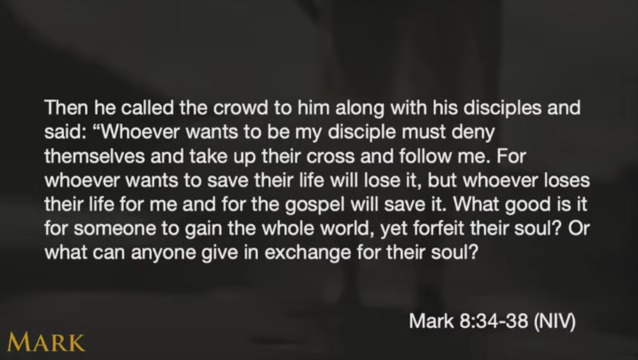 Then he called the crowd to him along with his disciples and
said: “Whoever wants to be my disciple must deny
themselves and take up their cross and follow me. For
whoever wants to save their life will lose it, but whoever loses
their life for me and for the gospel will save it. What good is it
for someone to gain the whole world, yet forfeit their soul? Or
what can anyone give in exchange for their soul?
Mark 8:34-38 (NIV)
MARK